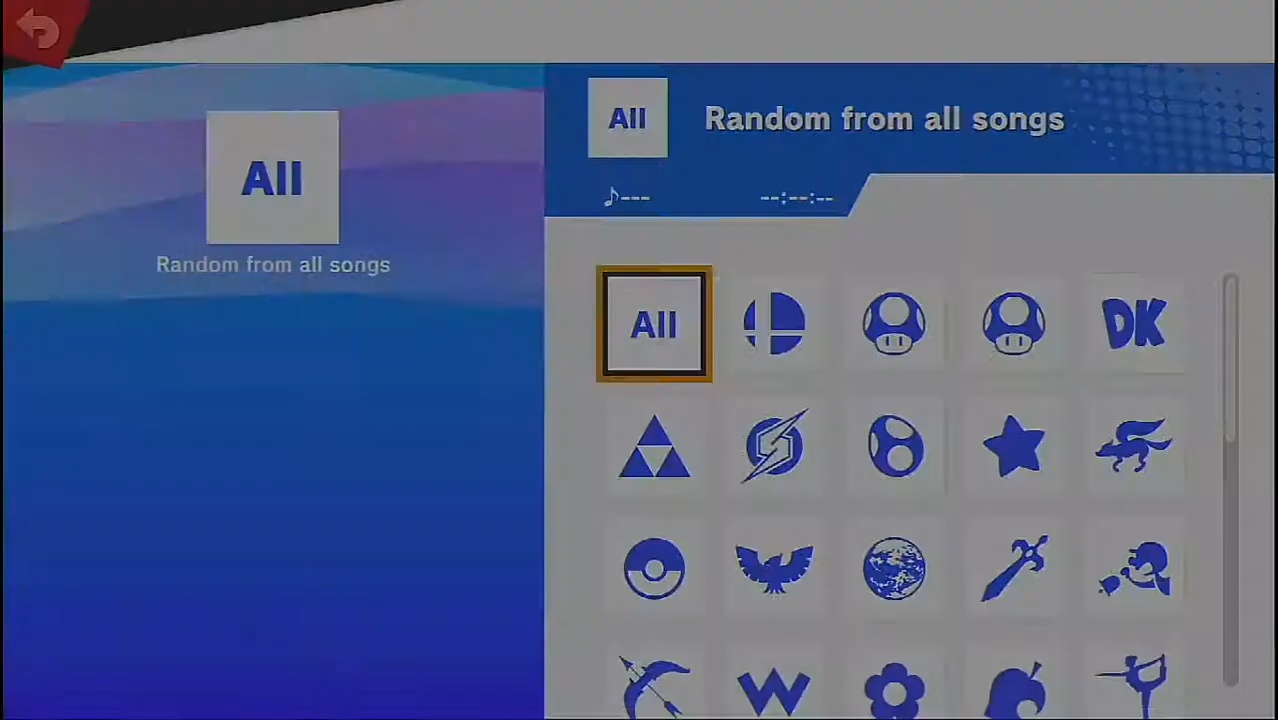 All
Random from all songs
All
Random from all songs
♪---
--:--:--
All
DK